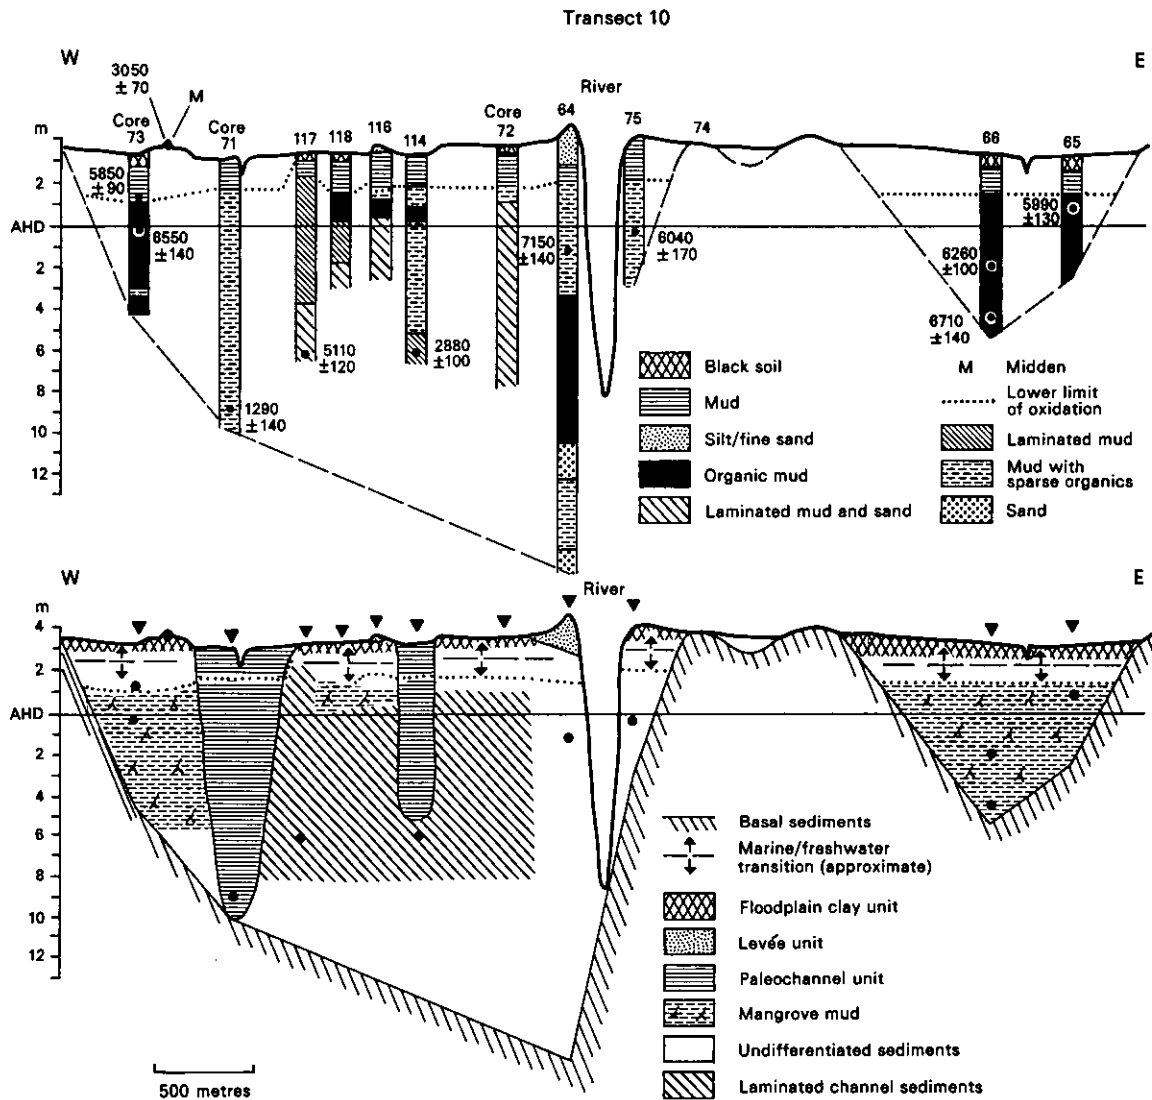 Transect 10
W
E
3050
±70
M
River
m
Core
73
Core
71
117
118
116
114
Core
72
64
75
74
66
65
2
AHD
2
4
6
8
10
12
5850
±90
6550
±140
1290
±140
5110
±120
2880
±100
7150
±140
6040
±170
5990
±130
6260
±100
6710
±140
Black soil
Mud
Silt/fine sand
Organic mud
Laminated mud and sand
M Midden
Lower limit
of oxidation
Laminated mud
Mud with
sparse organics
Sand
W
River
E
m
4
2
AHD
2
4
6
8
10
12
Basal sediments
Marine/freshwater
transition (approximate)
Floodplain clay unit
Levée unit
Paleochannel unit
Mangrove mud
Undifferentiated sediments
Laminated channel sediments
500 metres